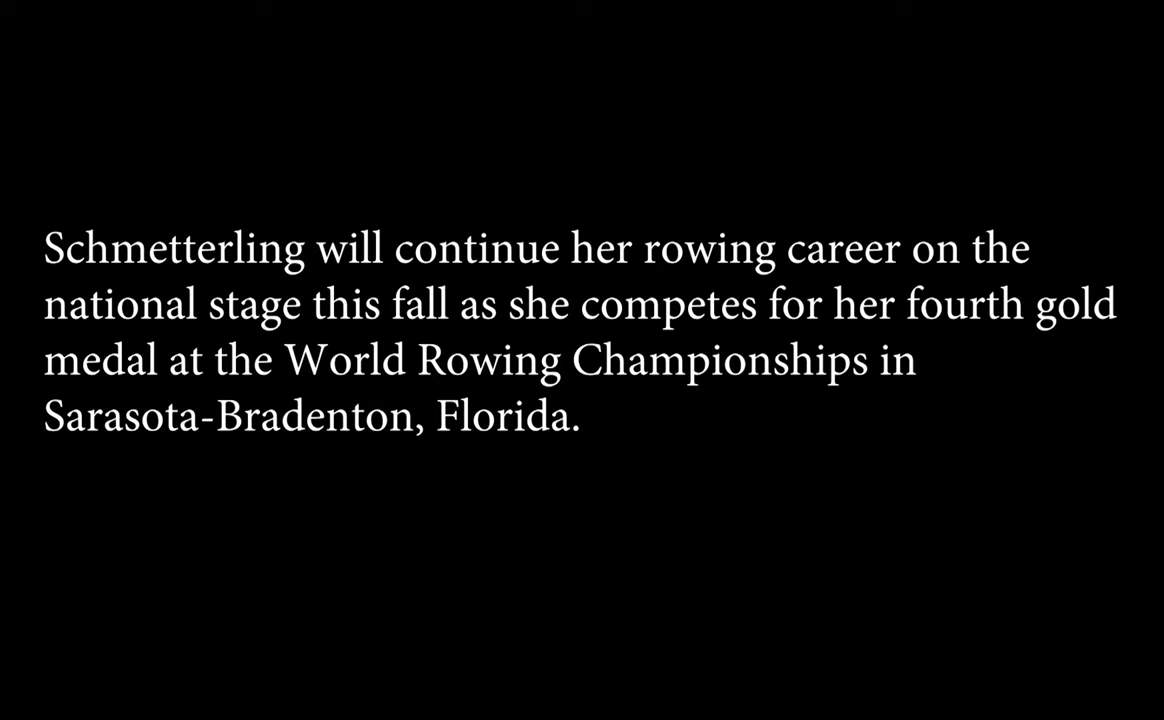 Schmetterling will continue her rowing career on the
national stage this fall as she competes for her fourth gold
medal at the World Rowing Championships in
Sarasota-Bradenton, Florida.